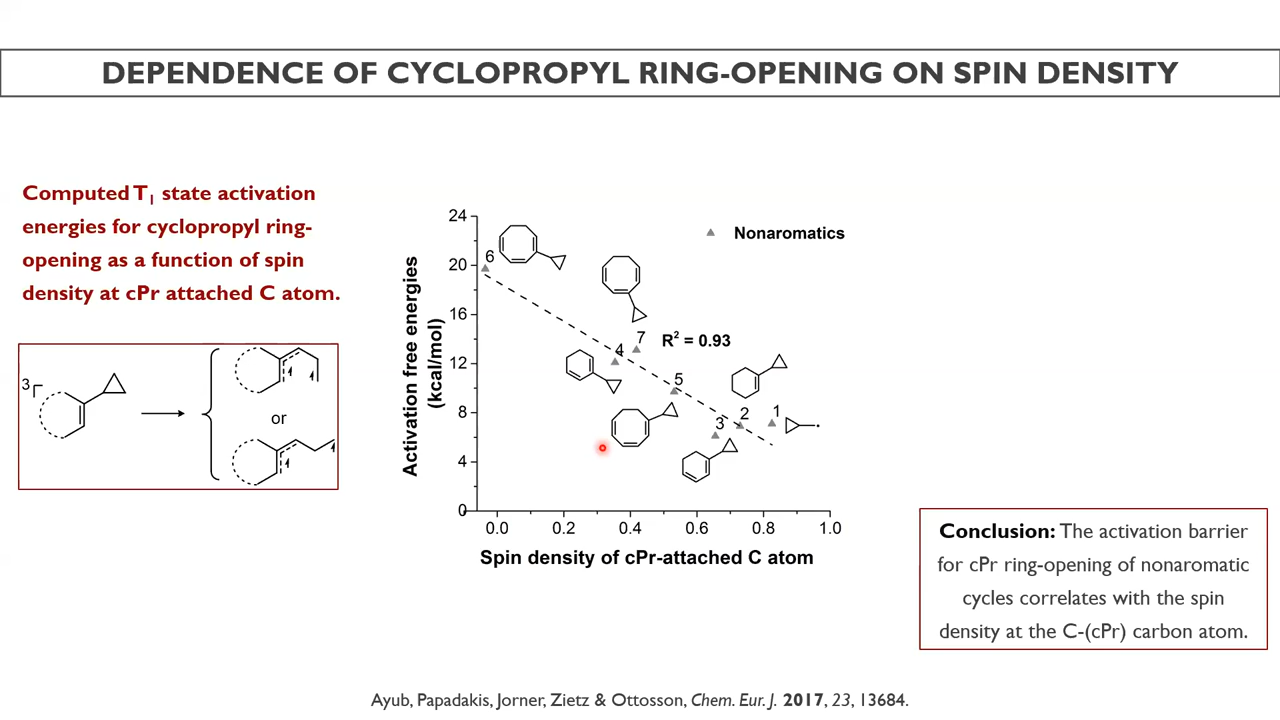 DEPENDENCE OF CYCLOPROPYL RING-OPENING ON SPIN DENSITY
Computed T₁ state activation
energies for cyclopropyl ring-
opening as a function of spin
density at cPr attached C atom.
3
or
Activation free energies
(kcal/mol)
24
20
16
12
8
4
0
0.0 0.2 0.4 0.6 0.8 1.0
Spin density of cPr-attached C atom
Nonaromatics
R² = 0.93
6
7
4
5
3
2
1
Conclusion: The activation barrier
for cPr ring-opening of nonaromatic
cycles correlates with the spin
density at the C-(cPr) carbon atom.
Ayub, Papadakis, Jorner, Zietz & Ottosson, Chem. Eur. J. 2017, 23, 13684.